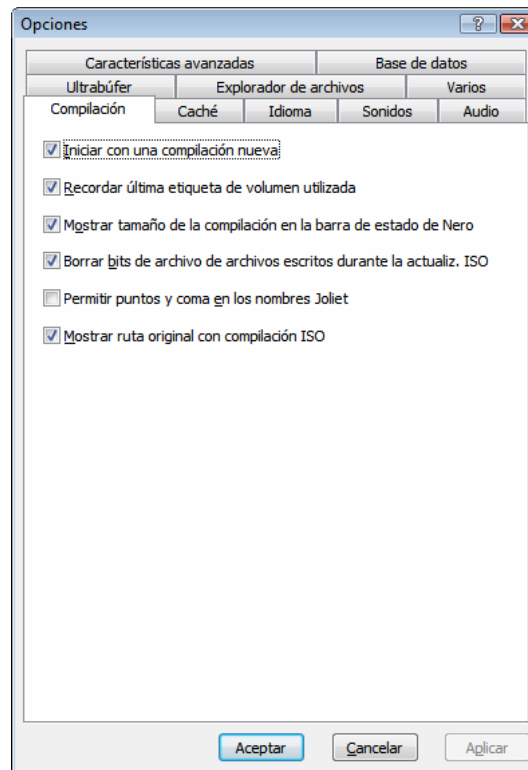 Opciones
Características avanzadas
Base de datos
Ultrabúfer
Explorador de archivos
Varios
Compilación
Caché
Idioma
Sonidos
Audio
Iniciar con una compilación nueva
Recordar última etiqueta de volumen utilizada
Mostrar tamaño de la compilación en la barra de estado de Nero
Borrar bits de archivo de archivos escritos durante la actualiz. ISO
Permitir puntos y coma en los nombres Joliet
Mostrar ruta original con compilación ISO
Aceptar
Cancelar
Aplicar